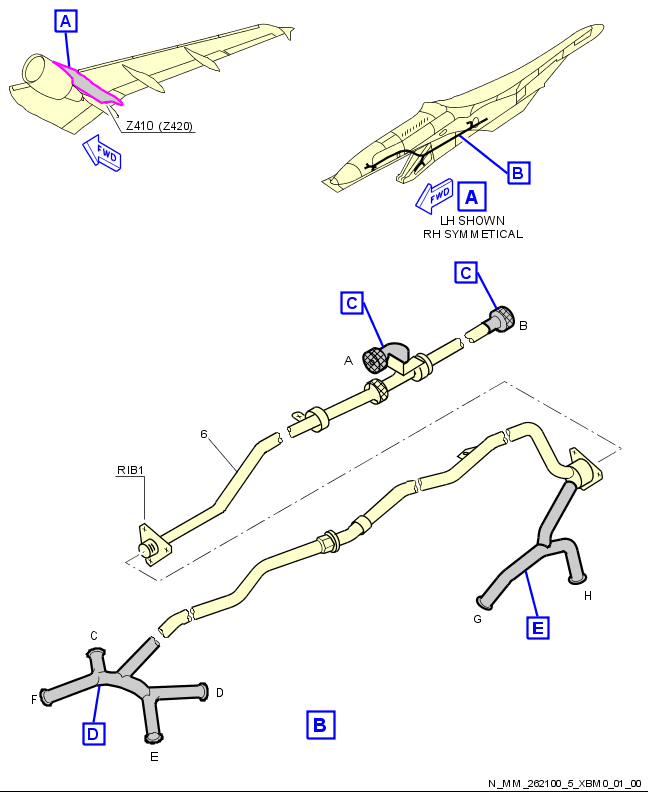 A
Z410 (Z420)
FWD
B
FWD
A
LH SHOWN
RH SYMMETICAL
C
C
B
A
6
RIB1
H
G
E
C
F
D
D
E
B
N_MM_262100_5_XBM0_01_00